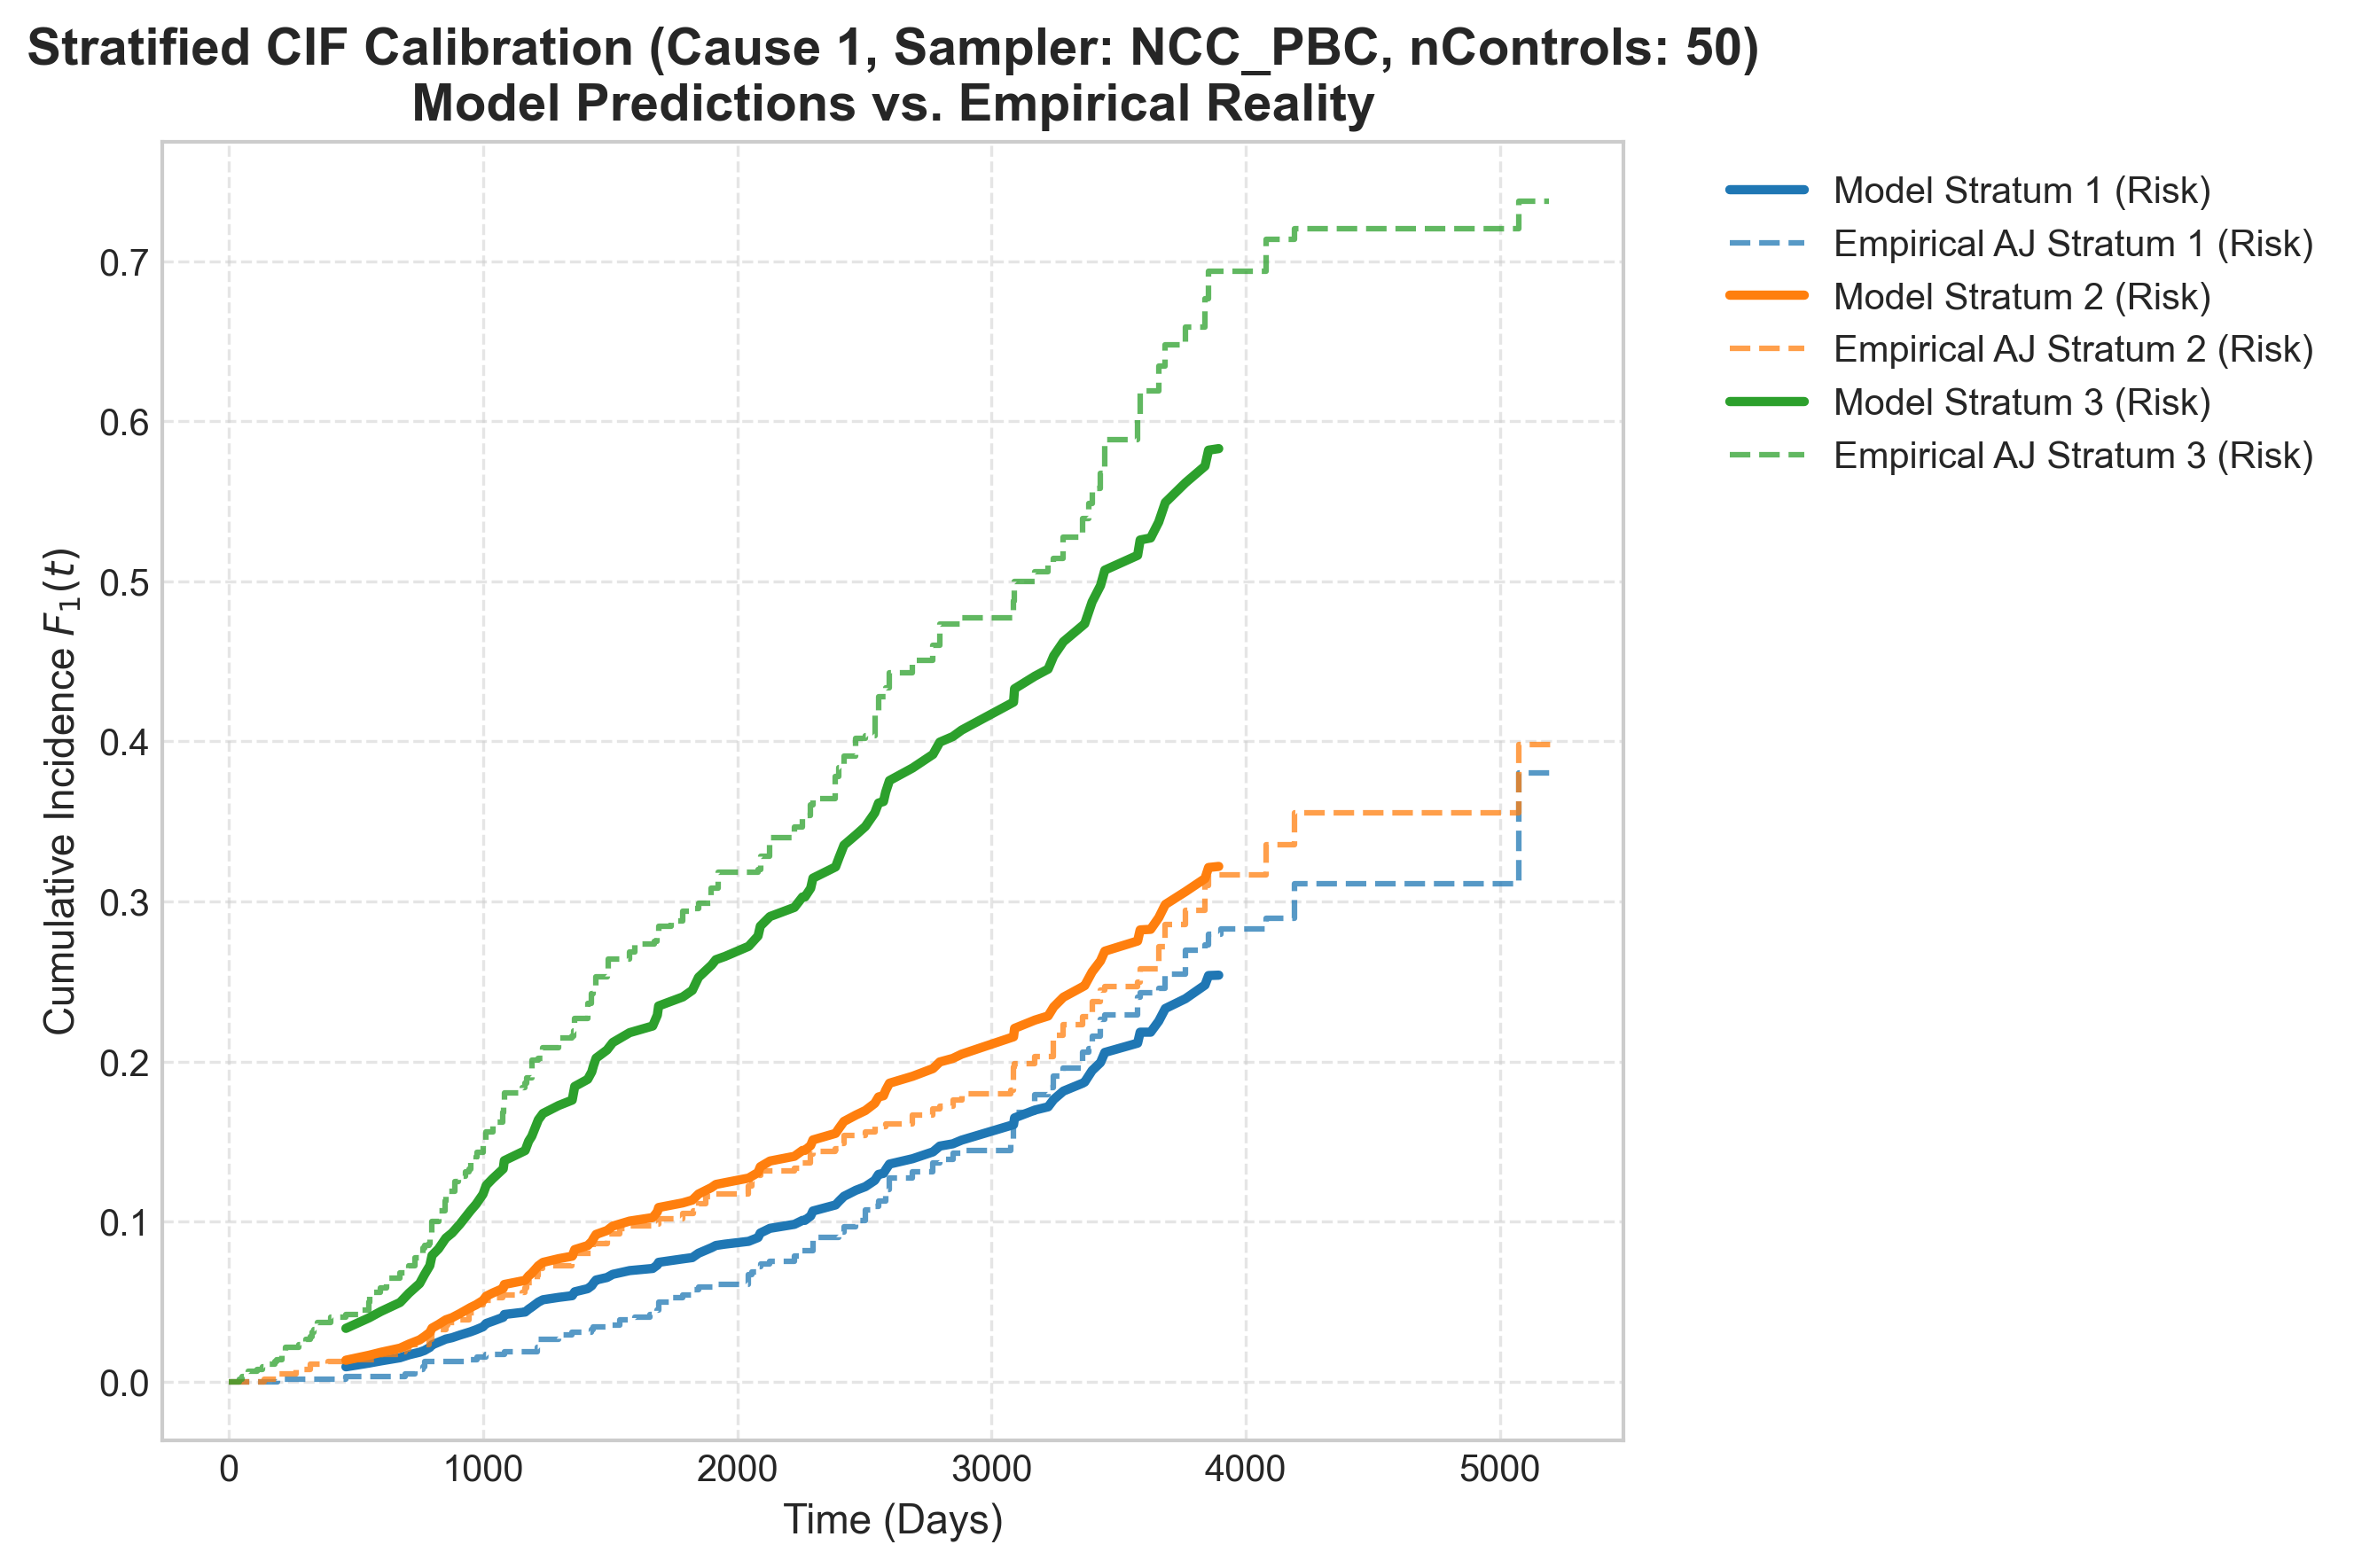 Stratified CIF Calibration (Cause 1, Sampler: NCC_PBC, nControls: 50)
Model Predictions vs. Empirical Reality
Model Stratum 1 (Risk)
Empirical AJ Stratum 1 (Risk)
Model Stratum 2 (Risk)
Empirical AJ Stratum 2 (Risk)
Model Stratum 3 (Risk)
Empirical AJ Stratum 3 (Risk)
Cumulative Incidence $F_1(t)$
0.7
0.6
0.5
0.4
0.3
0.2
0.1
0.0
0 1000 2000 3000 4000 5000
Time (Days)